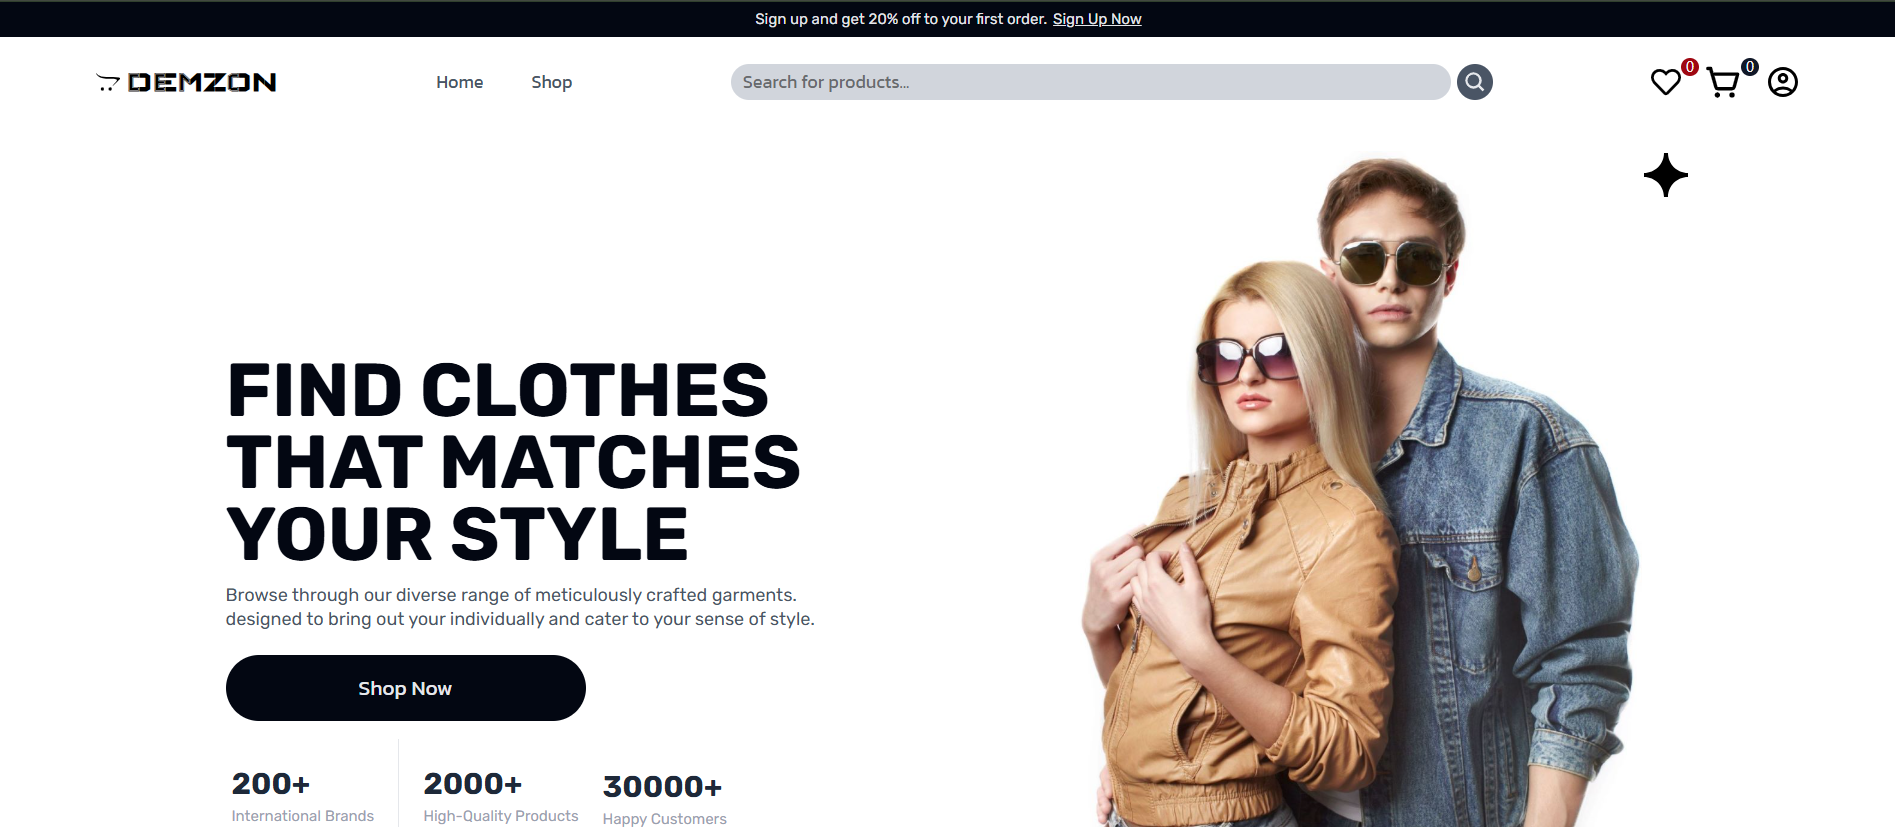 Sign up and get 20% off to your first order. Sign Up Now
DEMZON
Home
Shop
Search for products...
0
0
FIND CLOTHES
THAT MATCHES
YOUR STYLE
Browse through our diverse range of meticulously crafted garments.
designed to bring out your individually and cater to your sense of style.
Shop Now
200+
International Brands
2000+
High-Quality Products
30000+
Happy Customers